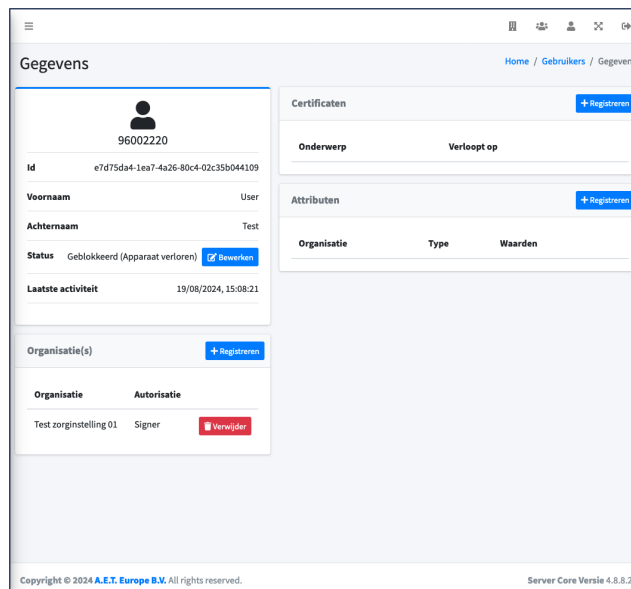 Gegevens
Home / Gebruikers / Gegeven
96002220
Id e7d75da4-1ea7-4a26-80c4-02c35b044109
Voornaam User
Achternaam Test
Status Geblokkeerd (Apparaat verloren) Bewerken
Laatste activiteit 19/08/2024, 15:08:21
Organisatie(s) + Registreren
Organisatie Autorisatie
Test zorginstelling 01 Signer Verwijder
Certificaten + Registreren
Onderwerp Verloopt op
Attributen + Registreren
Organisatie Type Waarden
Copyright © 2024 A.E.T. Europe B.V. All rights reserved.
Server Core Versie 4.8.8.2